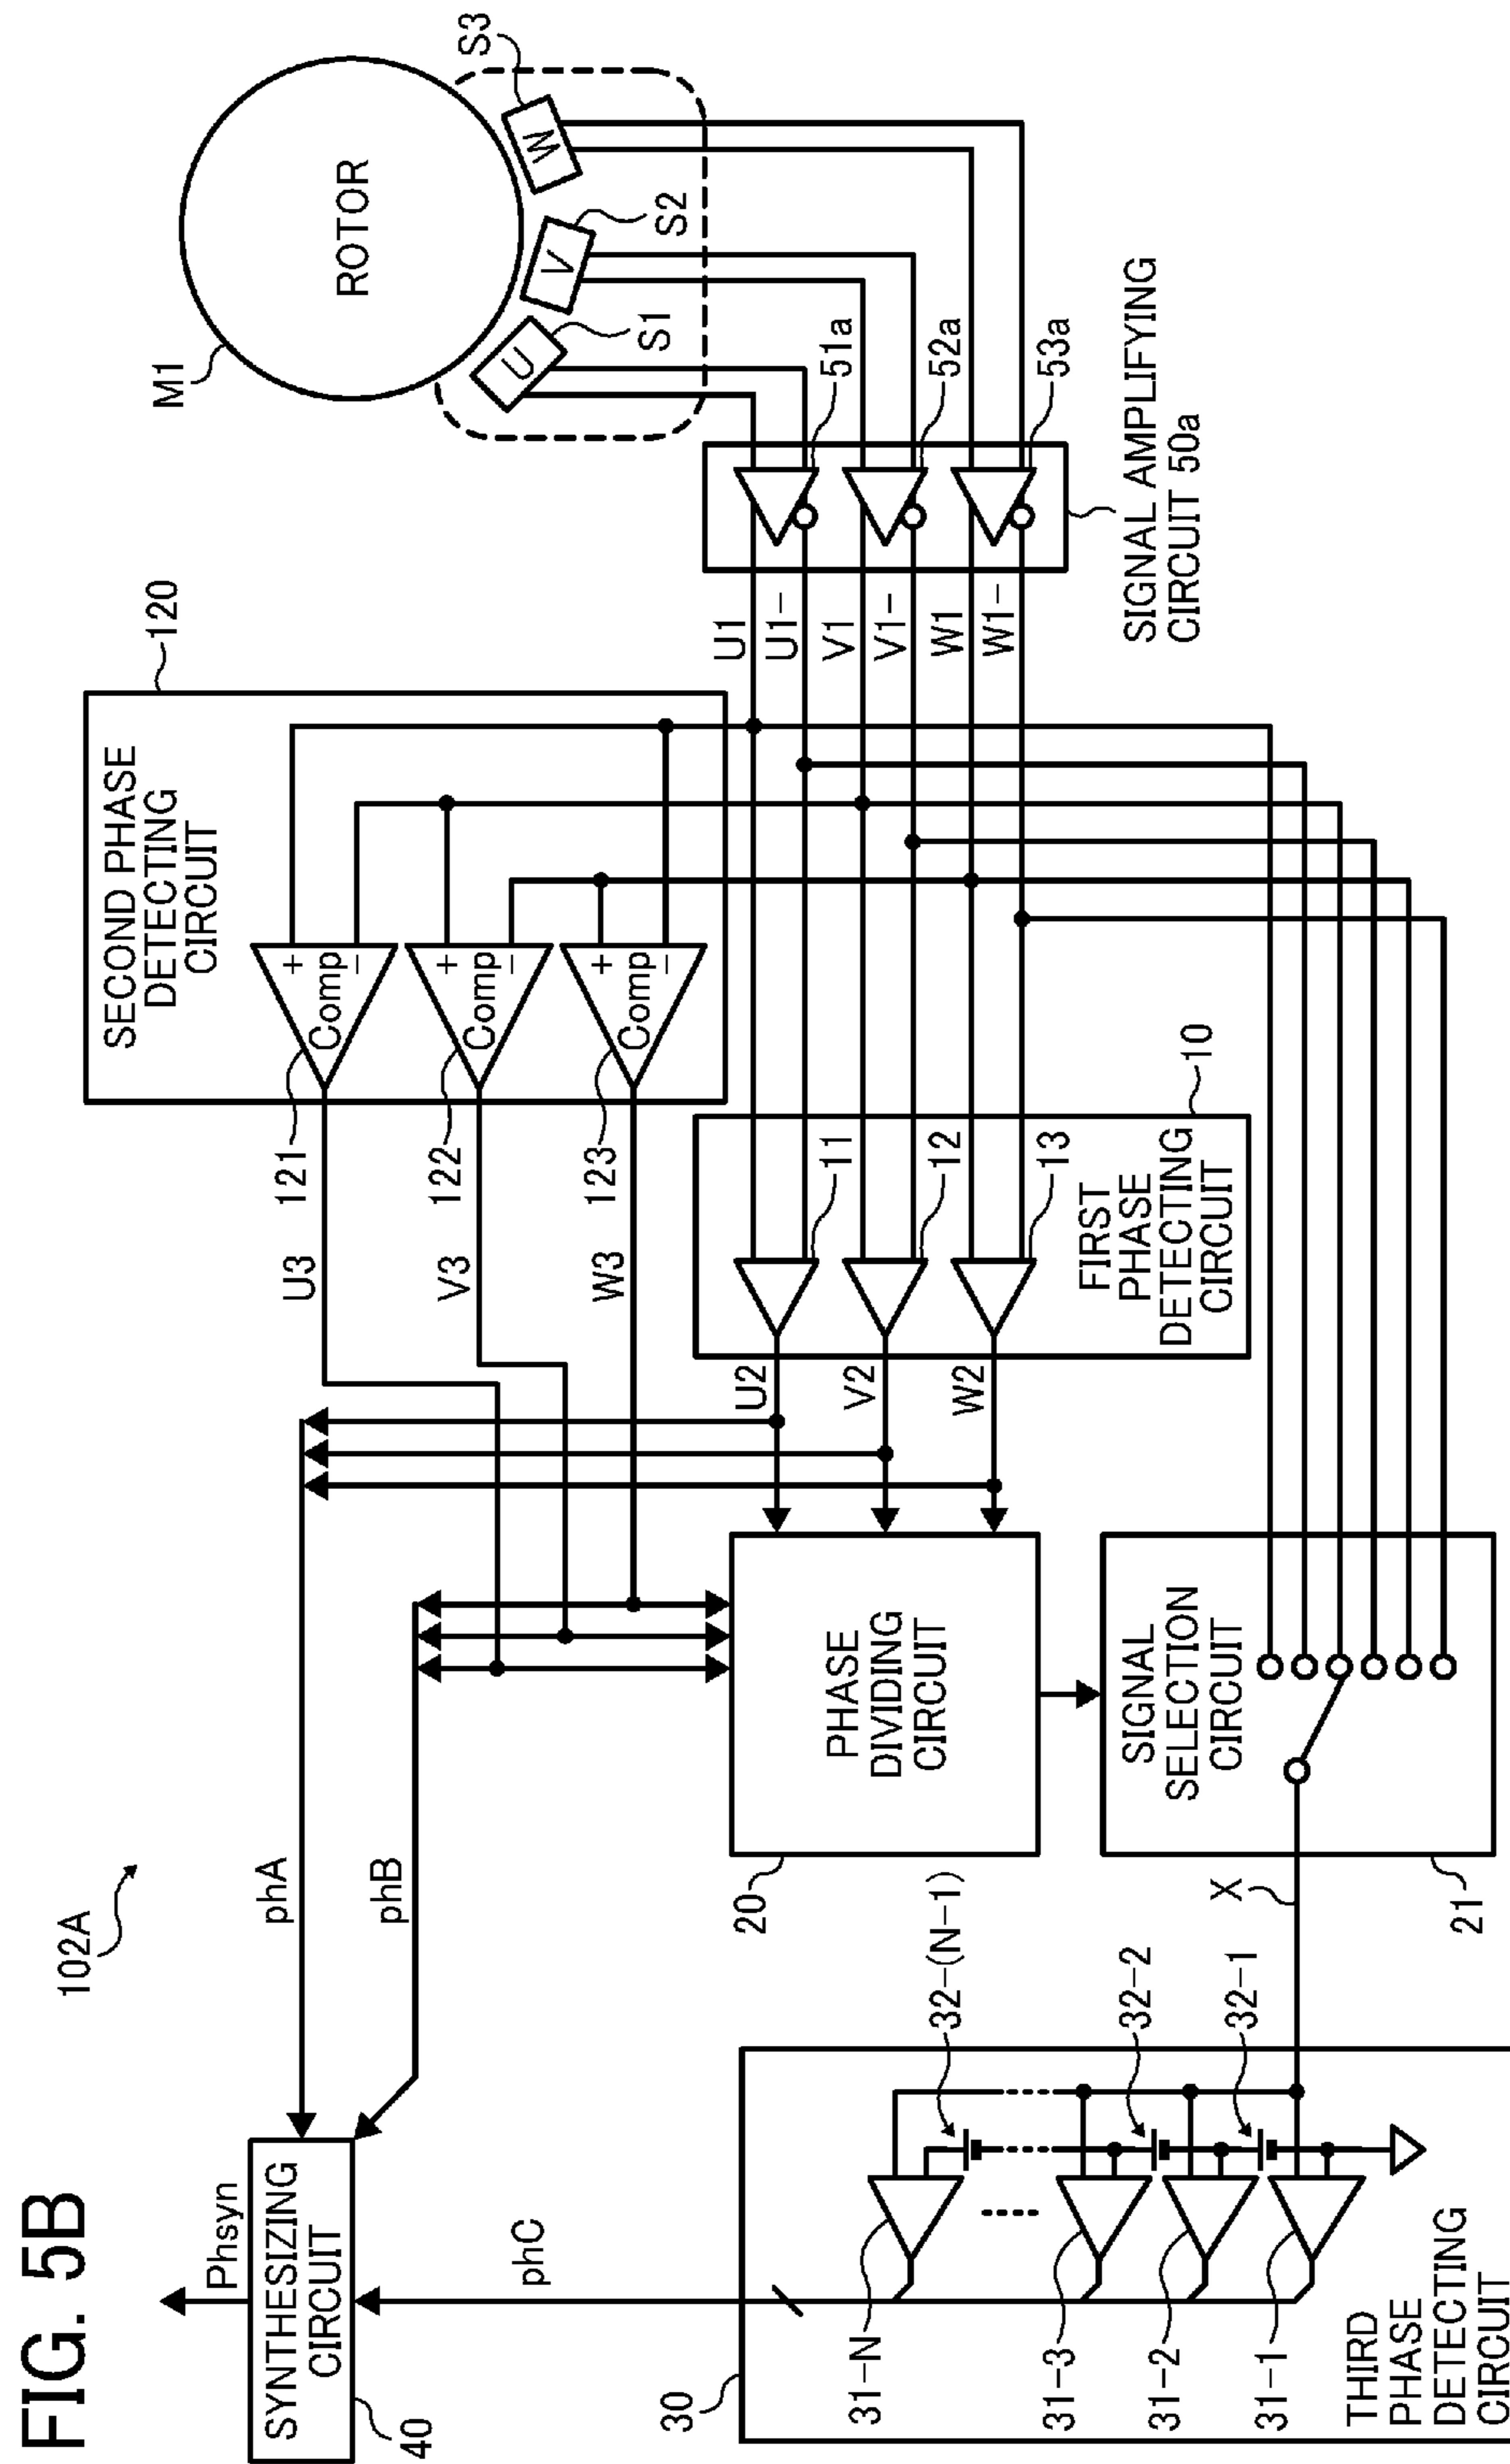 FIG. 5B
102A
Phsyn
SYNTHESIZING
CIRCUIT
40
phA
phB
phC
SECOND PHASE
DETECTING
CIRCUIT
120
+
Comp
−
+
Comp
−
+
Comp
−
121
122
123
U3
V3
W3
M1
ROTOR
U
V
W
S1
S2
S3
U1
U1−
V1
V1−
W1
W1−
51a
52a
53a
SIGNAL AMPLIFYING
CIRCUIT 50a
U2
V2
W2
11
12
13
10
FIRST
PHASE
DETECTING
CIRCUIT
PHASE
DIVIDING
CIRCUIT
20
SIGNAL
SELECTION
CIRCUIT
21
X
30
31−N
31−3
31−2
31−1
32−(N−1)
32−2
32−1
THIRD
PHASE
DETECTING
CIRCUIT